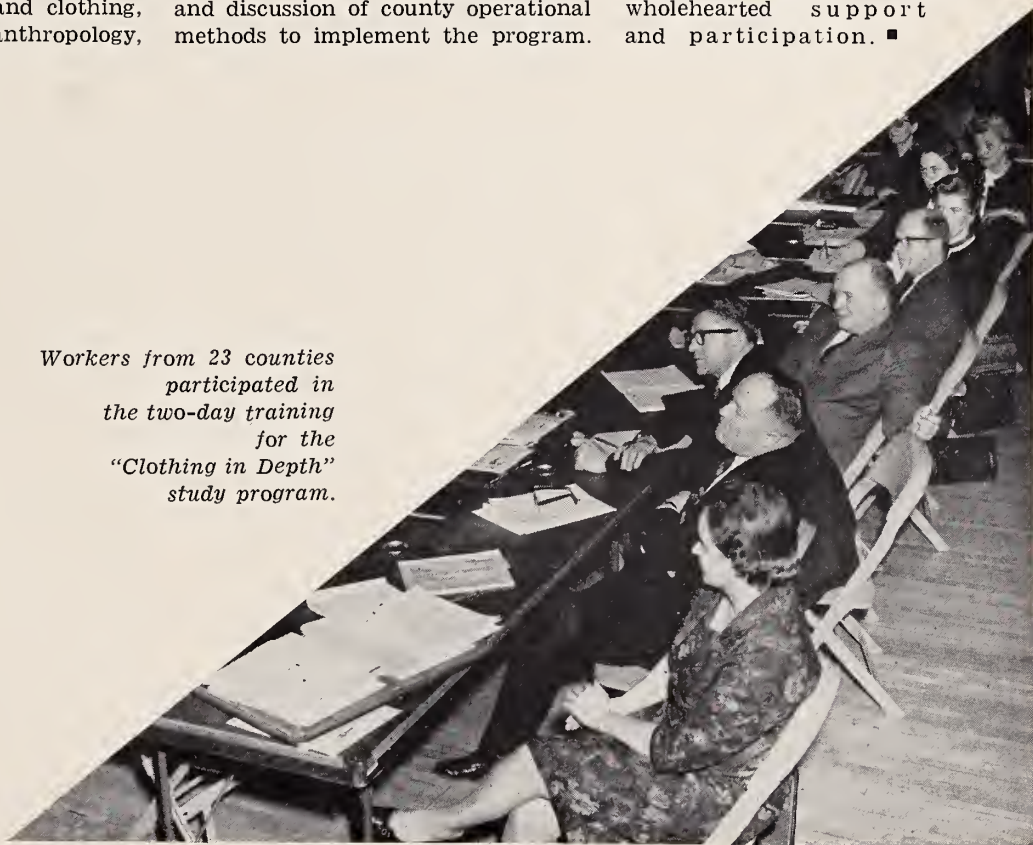 and clothing,
anthropology,
and discussion of county operational
methods to implement the program.
wholehearted support
and participation. ■
Workers from 23 counties
participated in
the two-day training
for the
“Clothing in Depth”
study program.